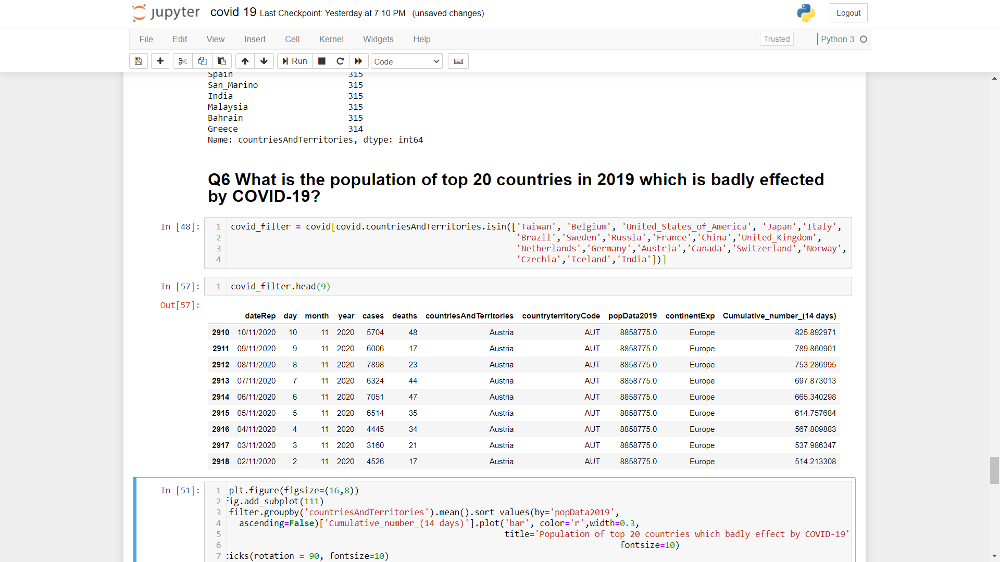 jupyter covid 19 Last Checkpoint: Yesterday at 7:10 PM (unsaved changes) Logout
File Edit View Insert Cell Kernel Widgets Help Trusted Python 3
Run Code
Spain 315
San_Marino 315
India 315
Malaysia 315
Bahrain 315
Greece 314
Name: countriesAndTerritories, dtype: int64
Q6 What is the population of top 20 countries in 2019 which is badly effected
by COVID-19?
In [48]: 1 covid_filter = covid[covid.countriesAndTerritories.isin(['Taiwan', 'Belgium', 'United_States_of_America', 'Japan','Italy',
2 'Brazil','Sweden','Russia','France','China','United_Kingdom',
3 'Netherlands','Germany','Austria','Canada','Switzerland','Norway',
4 'Czechia','Iceland','India'])]
In [57]: 1 covid_filter.head(9)
Out[57]:
dateRep day month year cases deaths countriesAndTerritories countryterritoryCode popData2019 continentExp Cumulative_number_(14 days)
2910 10/11/2020 10 11 2020 5704 48 Austria AUT 8858775.0 Europe 825.892971
2911 09/11/2020 9 11 2020 6006 17 Austria AUT 8858775.0 Europe 789.860901
2912 08/11/2020 8 11 2020 7898 23 Austria AUT 8858775.0 Europe 753.286995
2913 07/11/2020 7 11 2020 6324 44 Austria AUT 8858775.0 Europe 697.873013
2914 06/11/2020 6 11 2020 7051 47 Austria AUT 8858775.0 Europe 665.340298
2915 05/11/2020 5 11 2020 6514 35 Austria AUT 8858775.0 Europe 614.757684
2916 04/11/2020 4 11 2020 4445 34 Austria AUT 8858775.0 Europe 567.809883
2917 03/11/2020 3 11 2020 3160 21 Austria AUT 8858775.0 Europe 537.986347
2918 02/11/2020 2 11 2020 4526 17 Austria AUT 8858775.0 Europe 514.213308
In [51]: 1 plt.figure(figsize=(16,8))
2 fig.add_subplot(111)
3 _filter.groupby('countriesAndTerritories').mean().sort_values(by='popData2019',
4 ascending=False)['Cumulative_number_(14 days)'].plot('bar', color='r',width=0.3,
5 title='Population of top 20 countries which badly effect by COVID-19'
6 fontsize=10)
7 ticks(rotation = 90, fontsize=10)